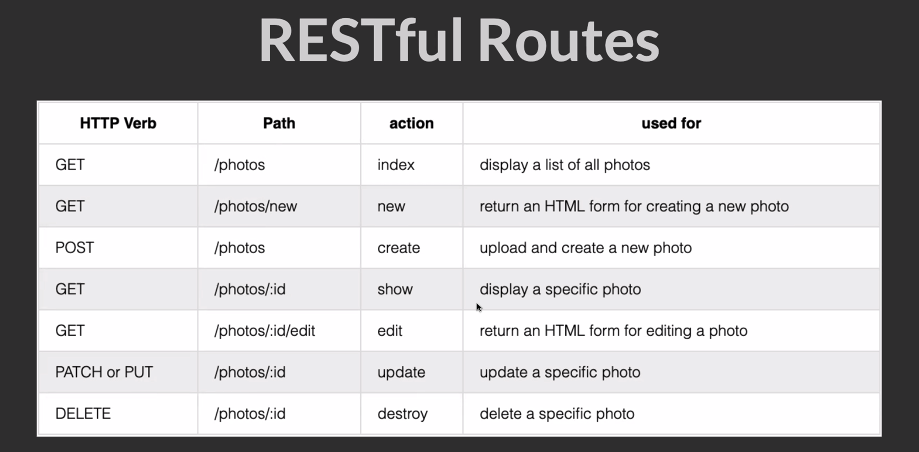 RESTful Routes
HTTP Verb Path action used for
GET /photos index display a list of all photos
GET /photos/new new return an HTML form for creating a new photo
POST /photos create upload and create a new photo
GET /photos/:id show display a specific photo
GET /photos/:id/edit edit return an HTML form for editing a photo
PATCH or PUT /photos/:id update update a specific photo
DELETE /photos/:id destroy delete a specific photo